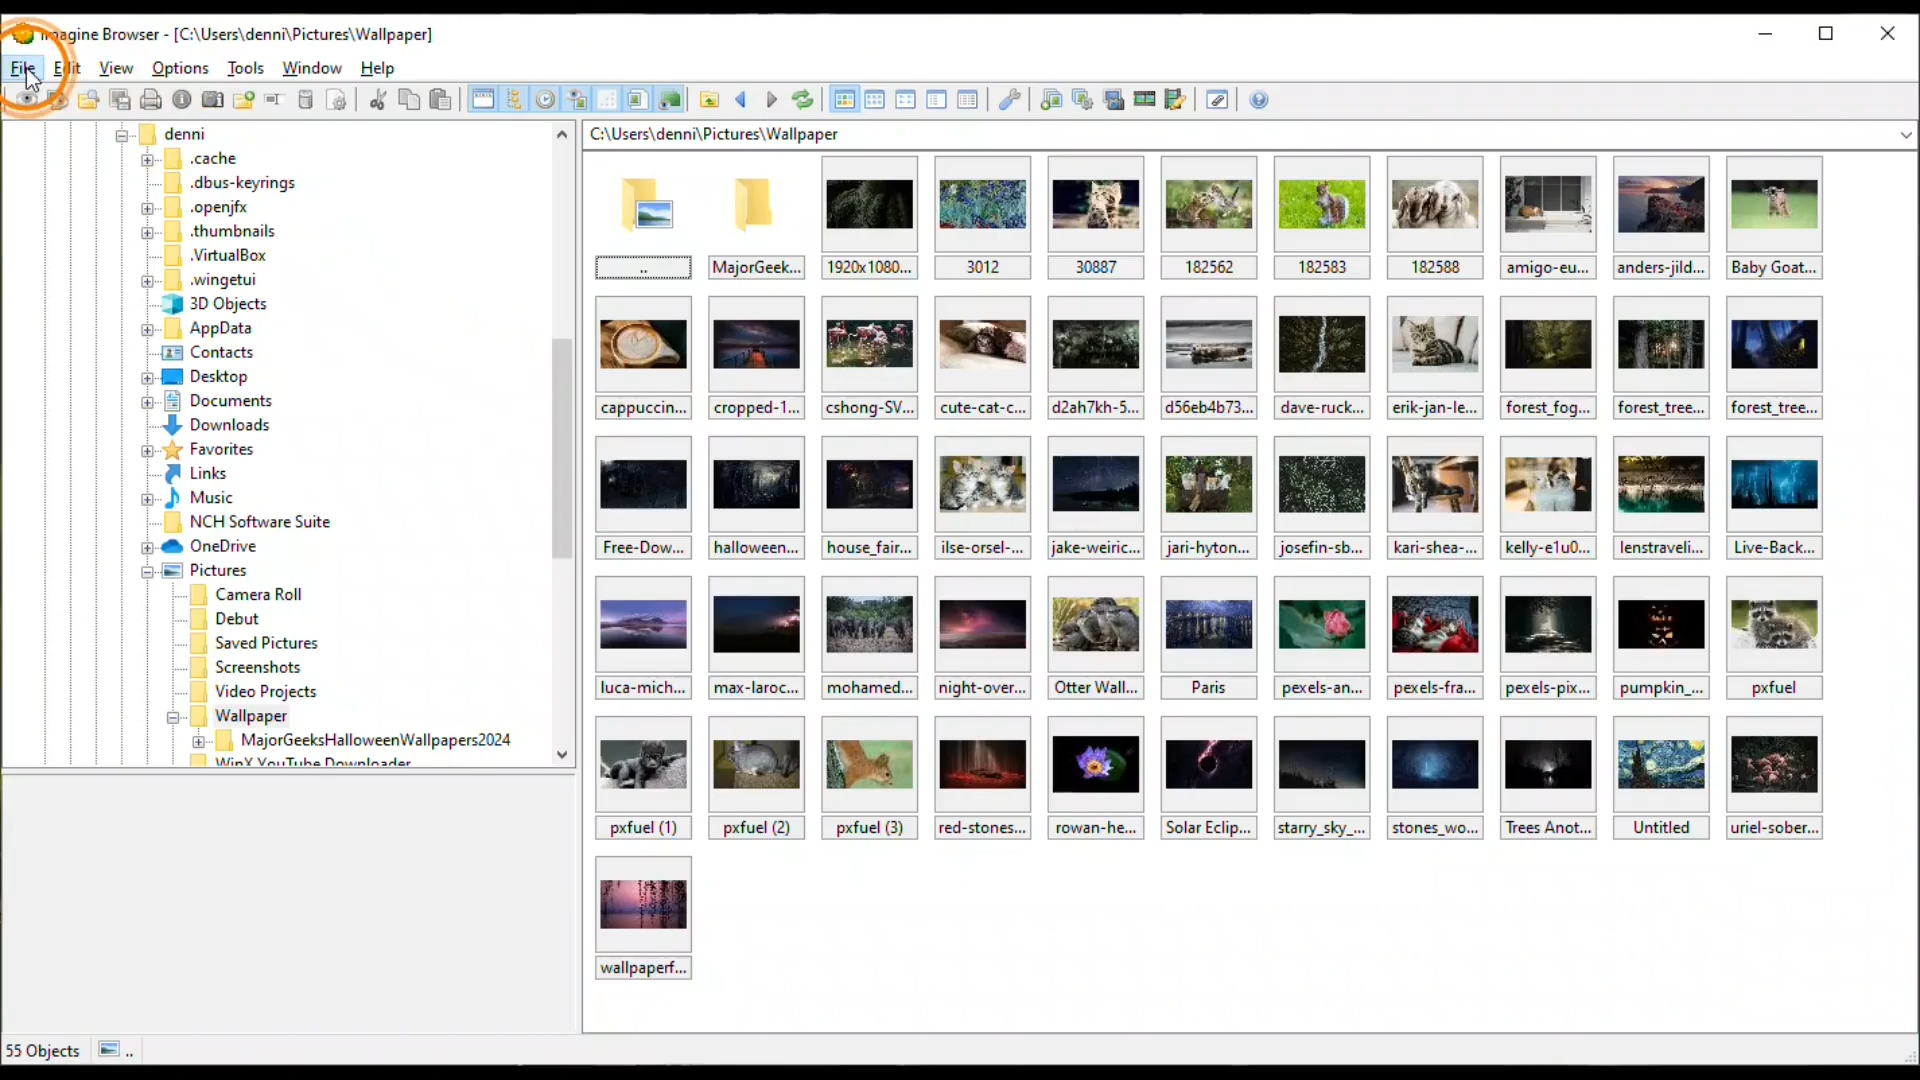 Imagine Browser - [C:\Users\denni\Pictures\Wallpaper]
File Edit View Options Tools Window Help
denni
.cache
.dbus-keyrings
.openjfx
.thumbnails
.VirtualBox
.wingetui
3D Objects
AppData
Contacts
Desktop
Documents
Downloads
Favorites
Links
Music
NCH Software Suite
OneDrive
Pictures
Camera Roll
Debut
Saved Pictures
Screenshots
Video Projects
Wallpaper
MajorGeeksHalloweenWallpapers2024
WinX YouTube Downloader
C:\Users\denni\Pictures\Wallpaper
.. MajorGeek... 1920x1080... 3012 30887 182562 182583 182588 amigo-eu... anders-jild... Baby Goat...
cappuccin... cropped-1... cshong-SV... cute-cat-c... d2ah7kh-5... d56eb4b73... dave-ruck... erik-jan-le... forest_fog... forest_tree... forest_tree...
Free-Dow... halloween... house_fair... ilse-orsel-... jake-weiric... jari-hyton... josefin-sb... kari-shea-... kelly-e1u0... lenstraveli... Live-Back...
luca-mich... max-laroc... mohamed... night-over... Otter Wall... Paris pexels-an... pexels-fra... pexels-pix... pumpkin_... pxfuel
pxfuel (1) pxfuel (2) pxfuel (3) red-stones... rowan-he... Solar Eclip... starry_sky_... stones_wo... Trees Anot... Untitled uriel-sober...
wallpaperf...
55 Objects ..